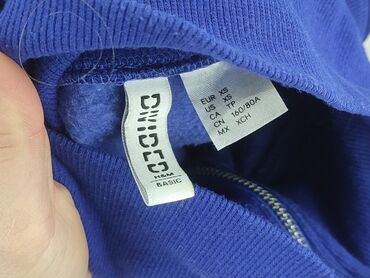 DIVIDED
H&M
BASIC
EUR XS
US XS
CA TP
CN 160/80A
MX XCH